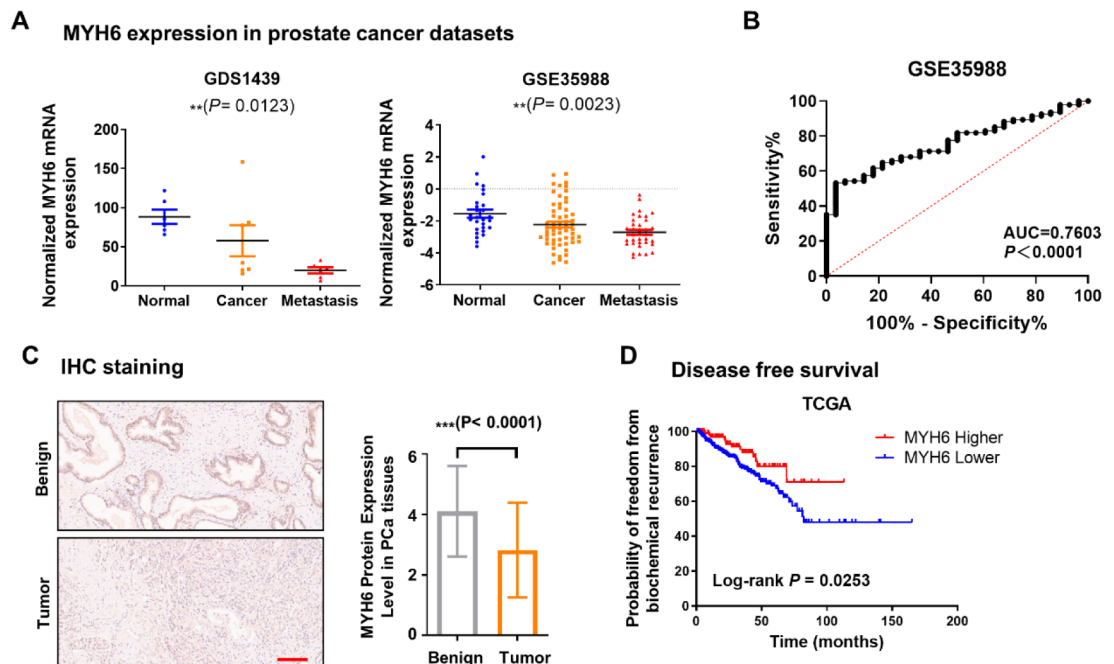 A
MYH6 expression in prostate cancer datasets
GDS1439
**(P= 0.0123)
Normalized MYH6 mRNA
expression
200
150
100
50
0
Normal
Cancer
Metastasis
GSE35988
**(P= 0.0023)
Normalized MYH6 mRNA
expression
4
2
0
-2
-4
-6
Normal
Cancer
Metastasis
B
GSE35988
Sensitivity%
100
80
60
40
20
0
AUC=0.7603
P<0.0001
0
20
40
60
80
100
100% - Specificity%
C
IHC staining
Benign
Tumor
***(P< 0.0001)
MYH6 Protein Expression
Level in PCa tissues
6
4
2
0
Benign
Tumor
D
Disease free survival
TCGA
Probability of freedom from
biochemical recurrence
100
80
60
40
20
0
MYH6 Higher
MYH6 Lower
Log-rank P = 0.0253
0
50
100
150
200
Time (months)